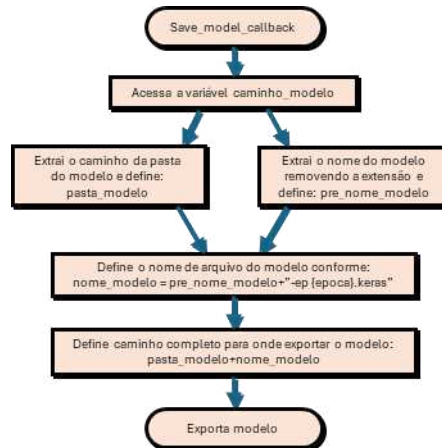 Save_model_callback
Acessa a variável caminho_modelo
Extrai o caminho da pasta
do modelo e define:
pasta_modelo
Extrai o nome do modelo
removendo a extensão e
define: pre_nome_modelo
Define o nome de arquivo do modelo conforme:
nome_modelo = pre_nome_modelo+"-ep {epoca}.keras"
Define caminho completo para onde exportar o modelo:
pasta_modelo+nome_modelo
Exporta modelo